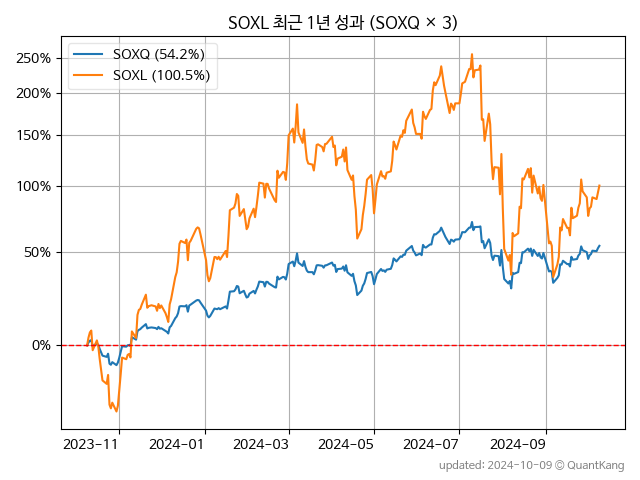 SOXL 최근 1년 성과 (SOXQ × 3)
SOXQ (54.2%)
SOXL (100.5%)
250%
200%
150%
100%
50%
0%
2023-11 2024-01 2024-03 2024-05 2024-07 2024-09
updated: 2024-10-09 © QuantKang